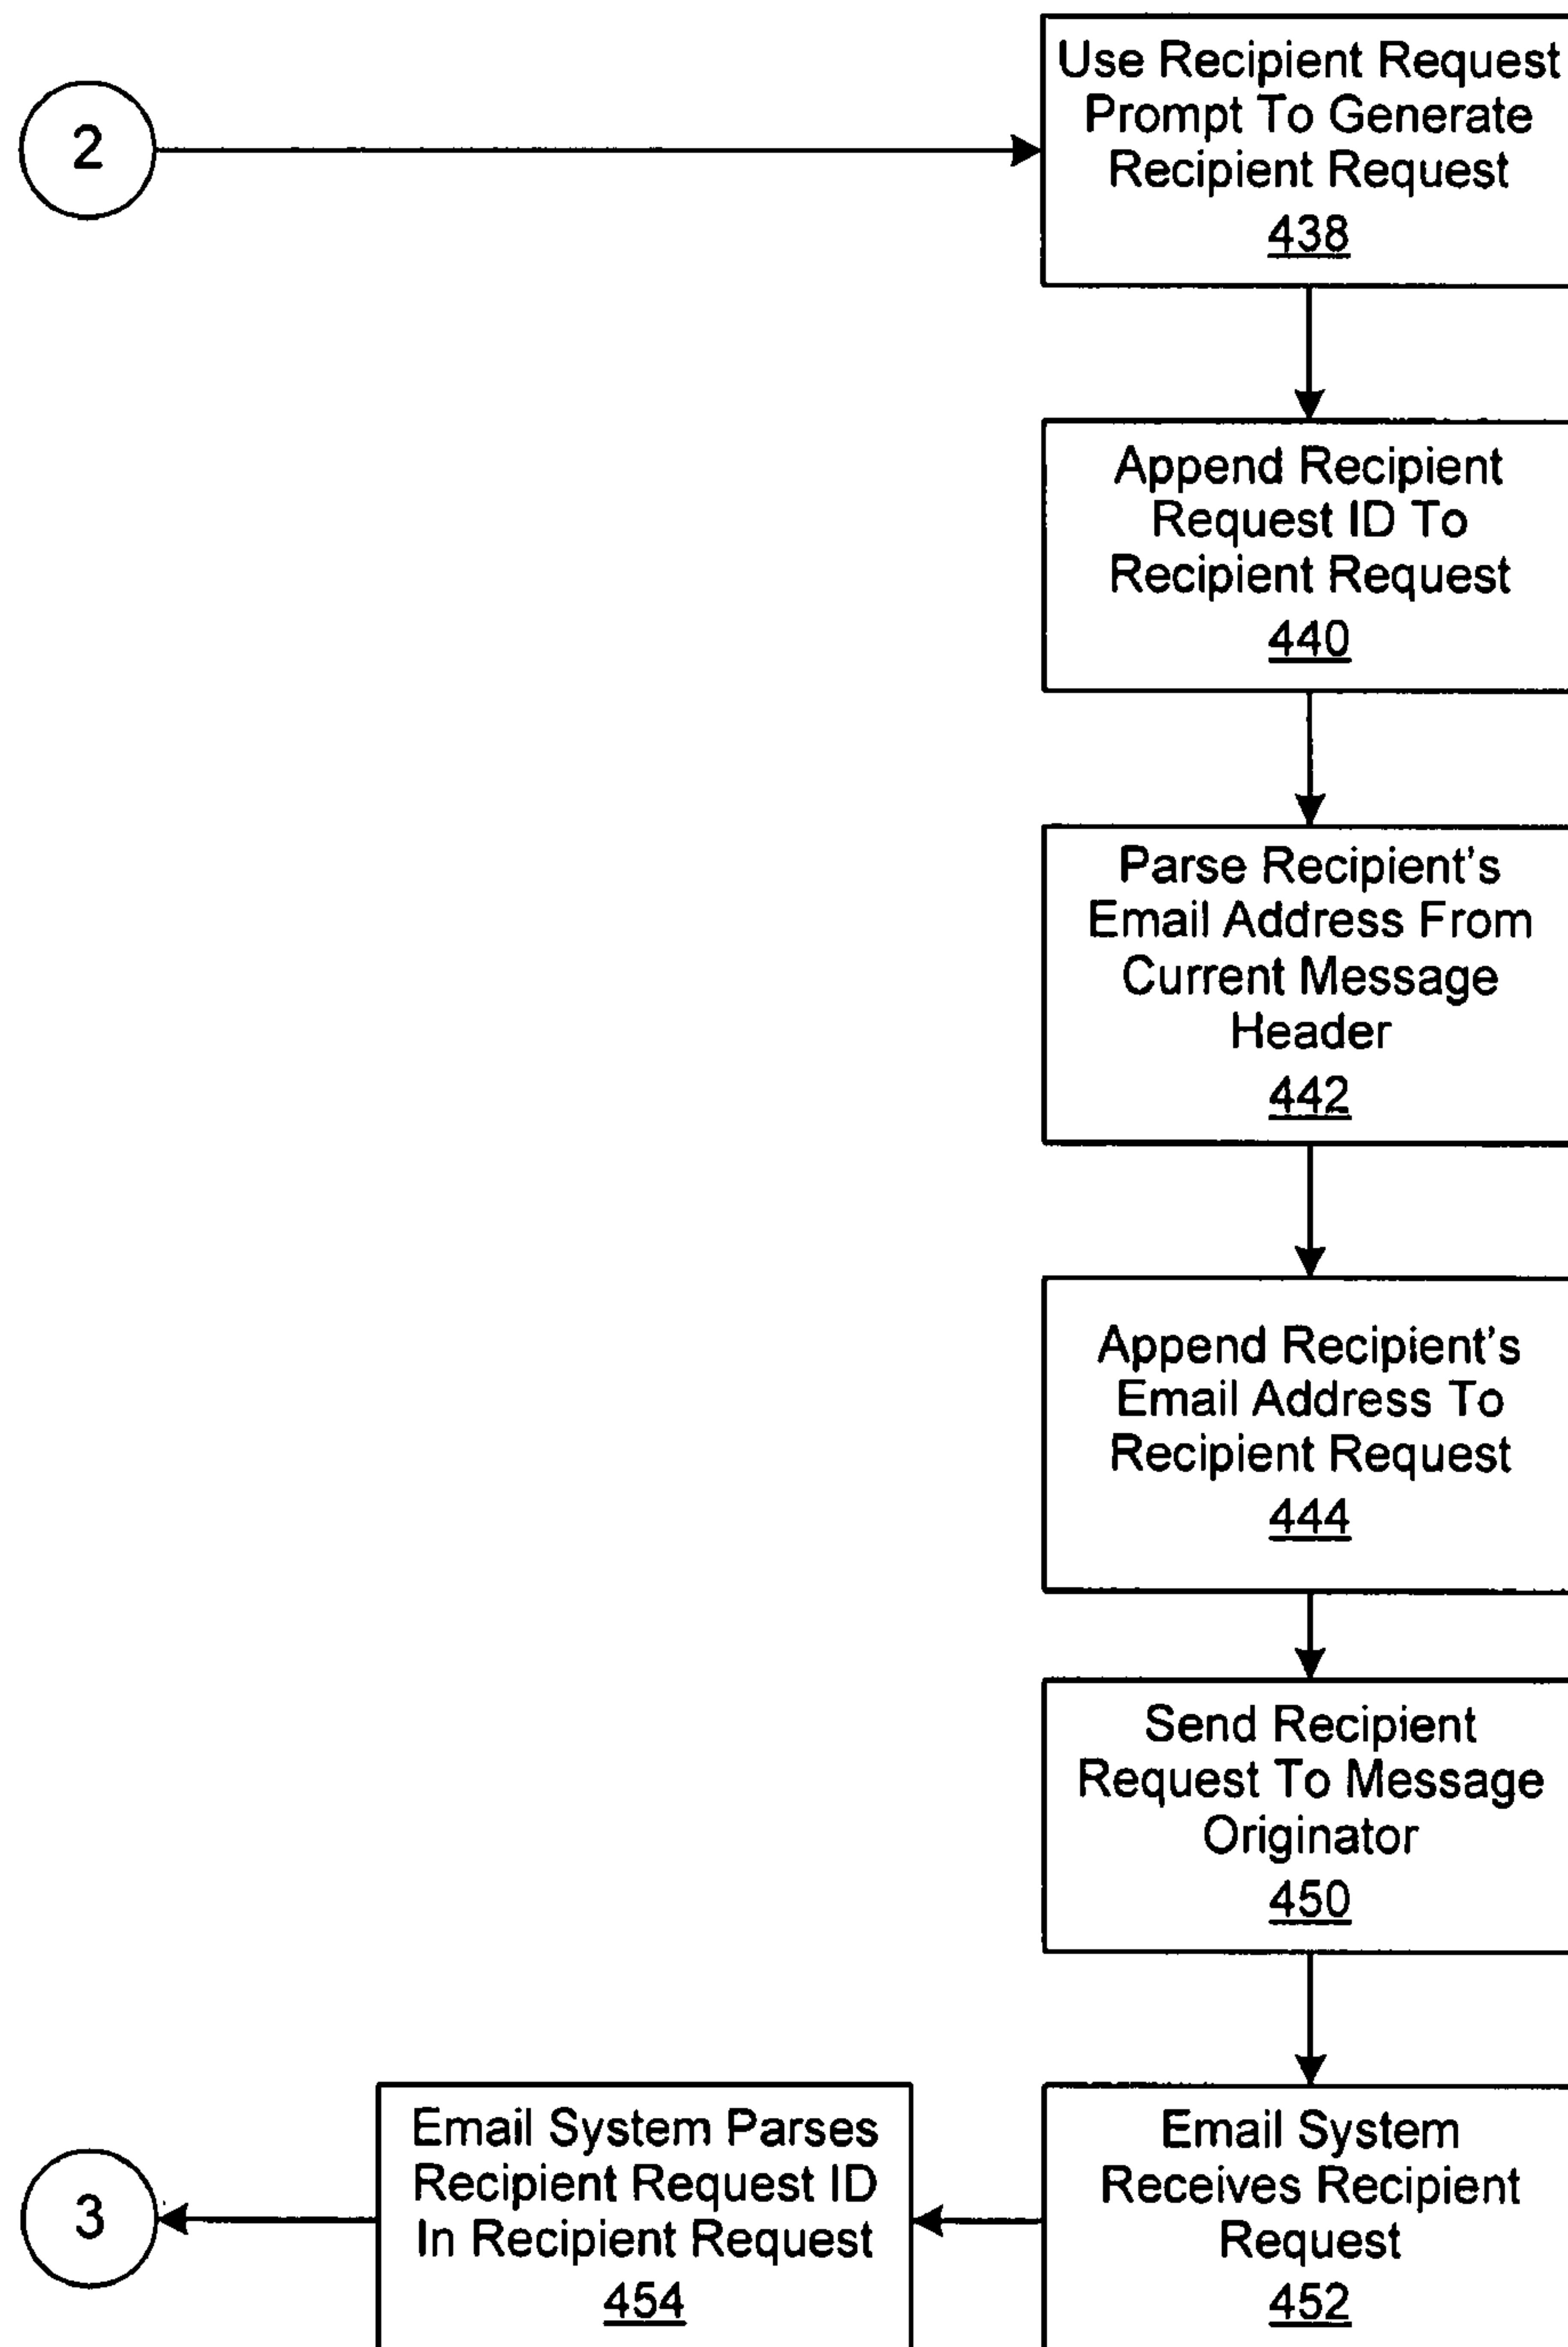 2
Use Recipient Request
Prompt To Generate
Recipient Request
438
Append Recipient
Request ID To
Recipient Request
440
Parse Recipient's
Email Address From
Current Message
Header
442
Append Recipient's
Email Address To
Recipient Request
444
Send Recipient
Request To Message
Originator
450
Email System
Receives Recipient
Request
452
Email System Parses
Recipient Request ID
In Recipient Request
454
3